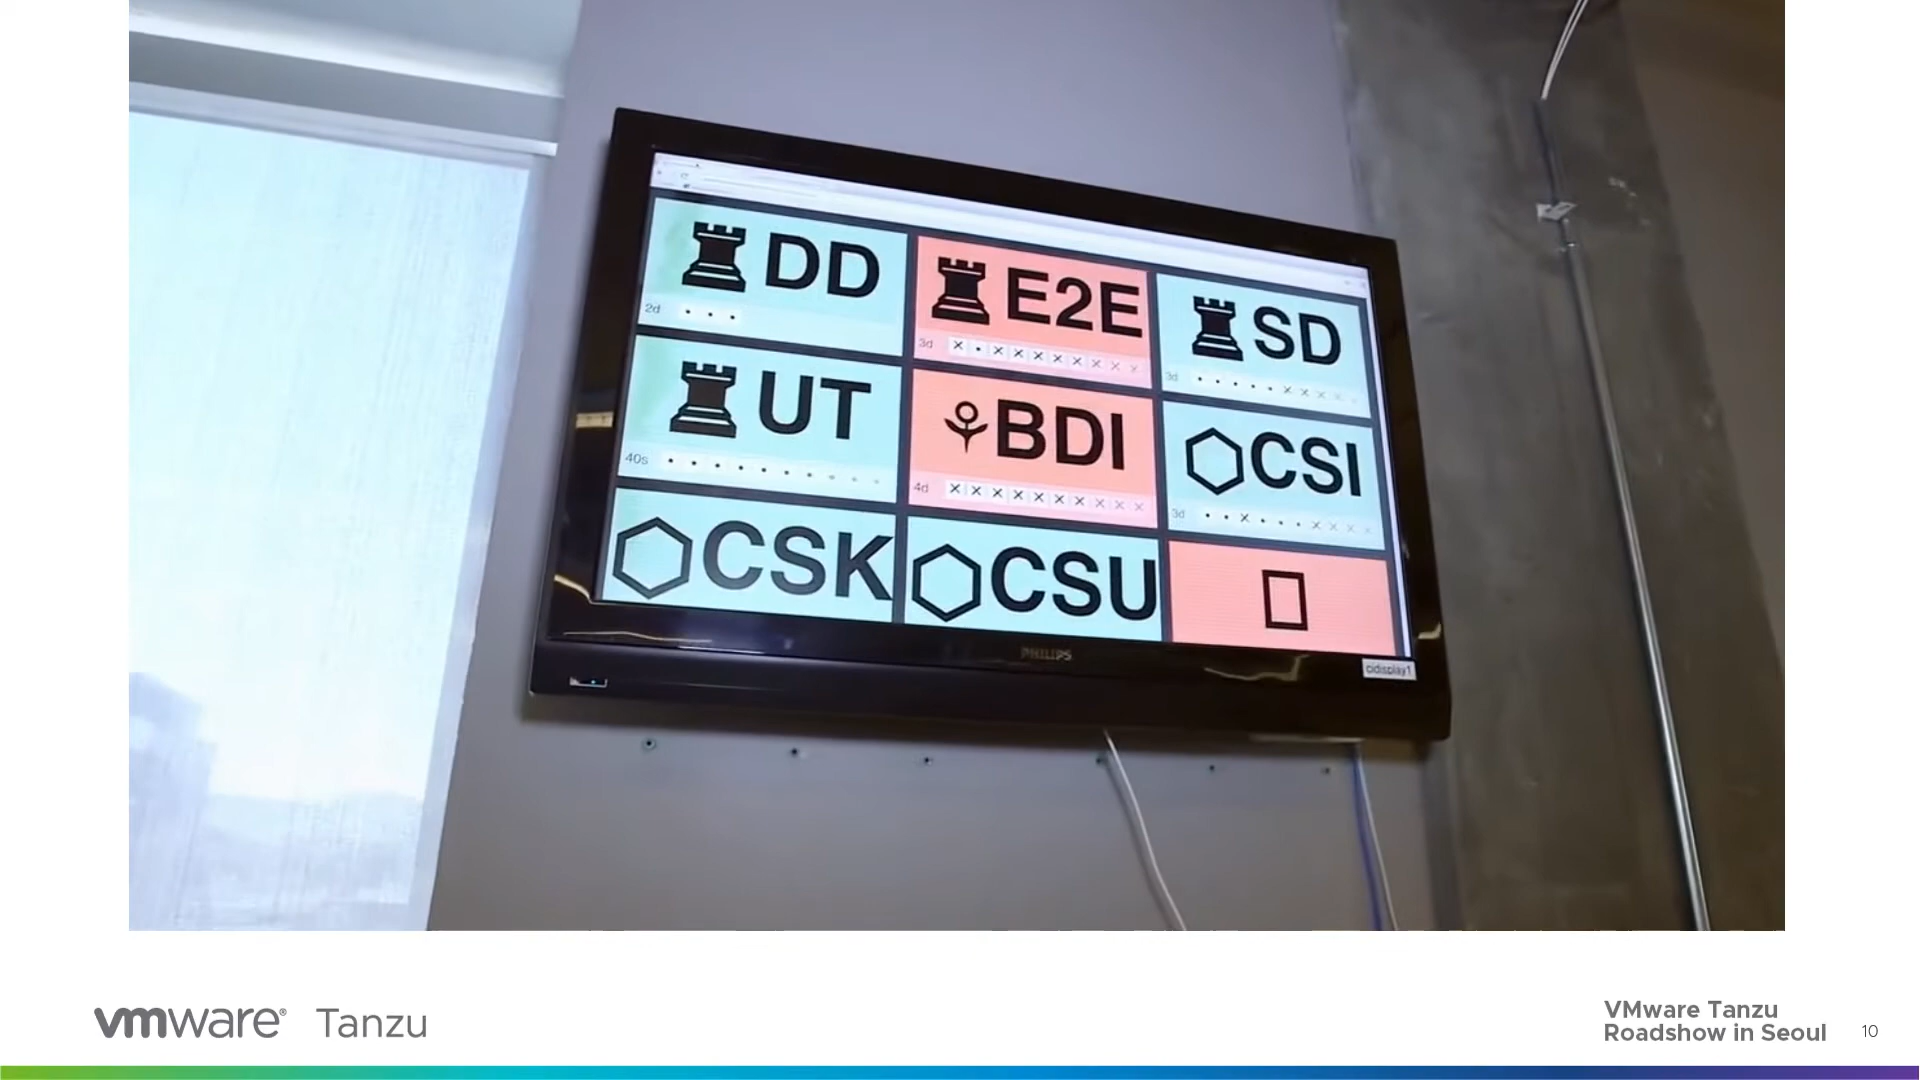 DD
2d
E2E
3d
SD
3d
UT
40s
BDI
4d
CSI
3d
CSK
CSU
PHILIPS
cidisplay1
vmware® Tanzu
VMware Tanzu
Roadshow in Seoul
10